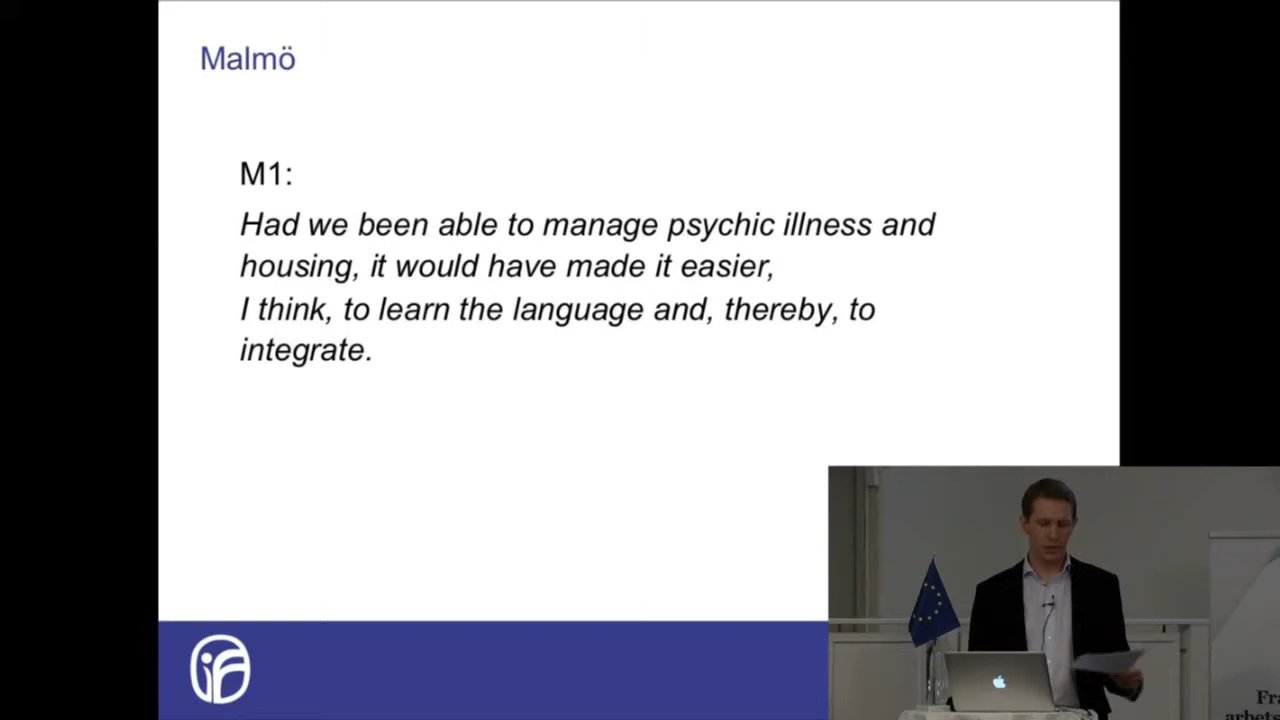 Malmö
M1:
Had we been able to manage psychic illness and
housing, it would have made it easier,
I think, to learn the language and, thereby, to
integrate.